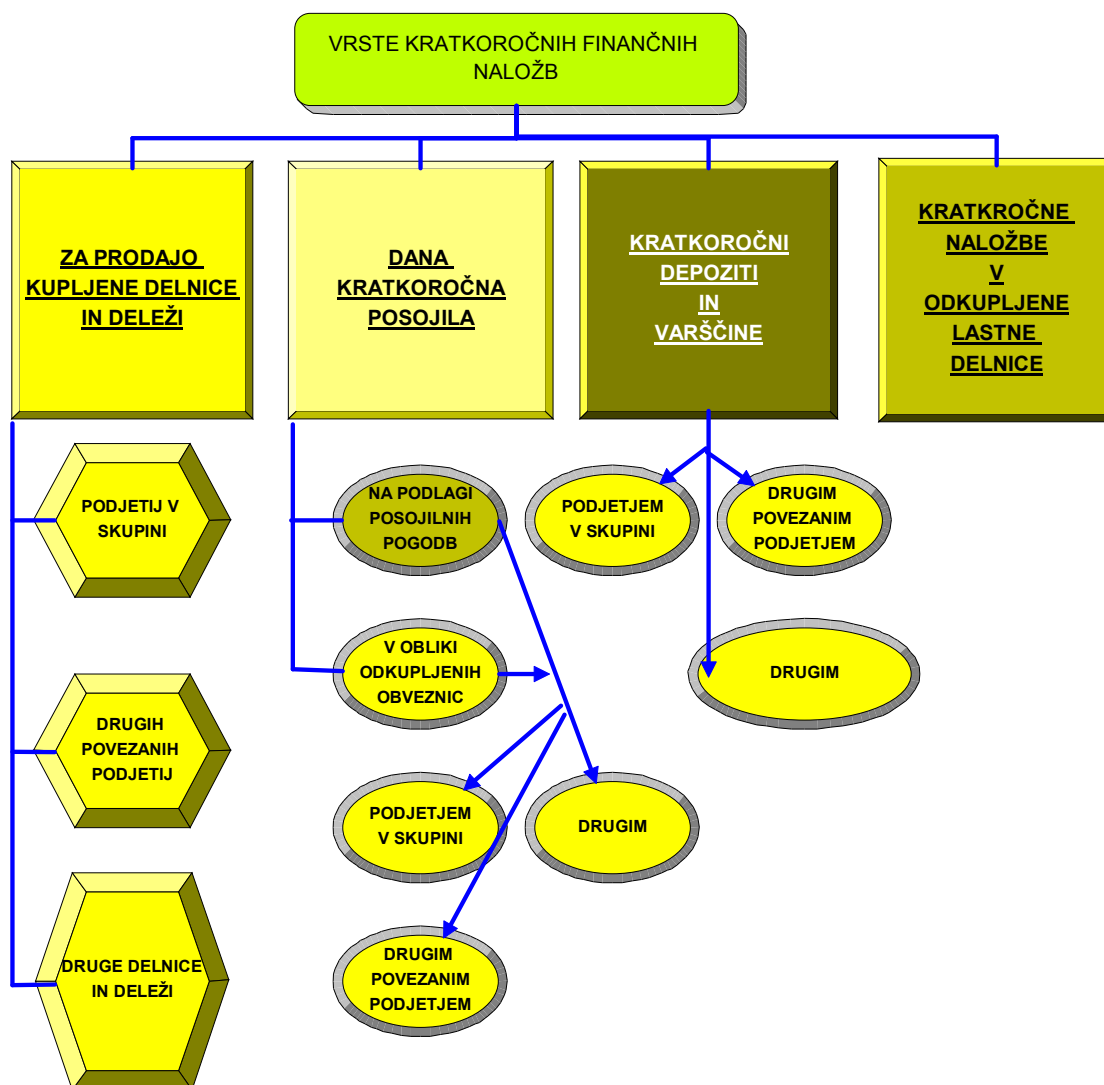 VRSTE KRATKOROČNIH FINANČNIH
NALOŽB
ZA PRODAJO
KUPLJENE DELNICE
IN DELEŽI
DANA
KRATKOROČNA
POSOJILA
KRATKOROČNI
DEPOZITI
IN
VARŠČINE
KRATKROČNE
NALOŽBE
V
ODKUPLJENE
LASTNE
DELNICE
PODJETIJ V
SKUPINI
NA PODLAGI
POSOJILNIH
POGODB
PODJETJEM
V SKUPINI
DRUGIM
POVEZANIM
PODJETJEM
V OBLIKI
ODKUPLJENIH
OBVEZNIC
DRUGIM
DRUGIH
POVEZANIH
PODJETIJ
PODJETJEM
V SKUPINI
DRUGIM
DRUGE DELNICE
IN DELEŽI
DRUGIM
POVEZANIM
PODJETJEM